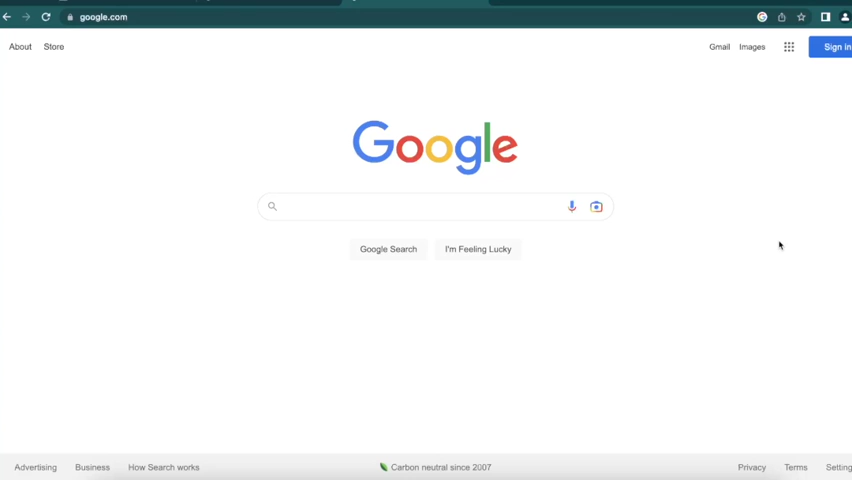 google.com
About Store Gmail Images Sign in
Google
Google Search I'm Feeling Lucky
Advertising Business How Search works Carbon neutral since 2007 Privacy Terms Setting